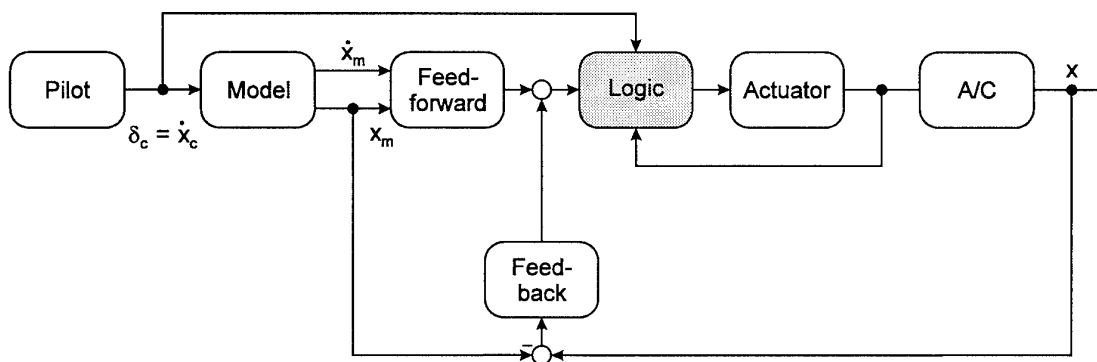 Pilot
δc = ẋc
Model
ẋm
xm
Feed-
forward
Logic
Actuator
A/C
x
Feed-
back
−